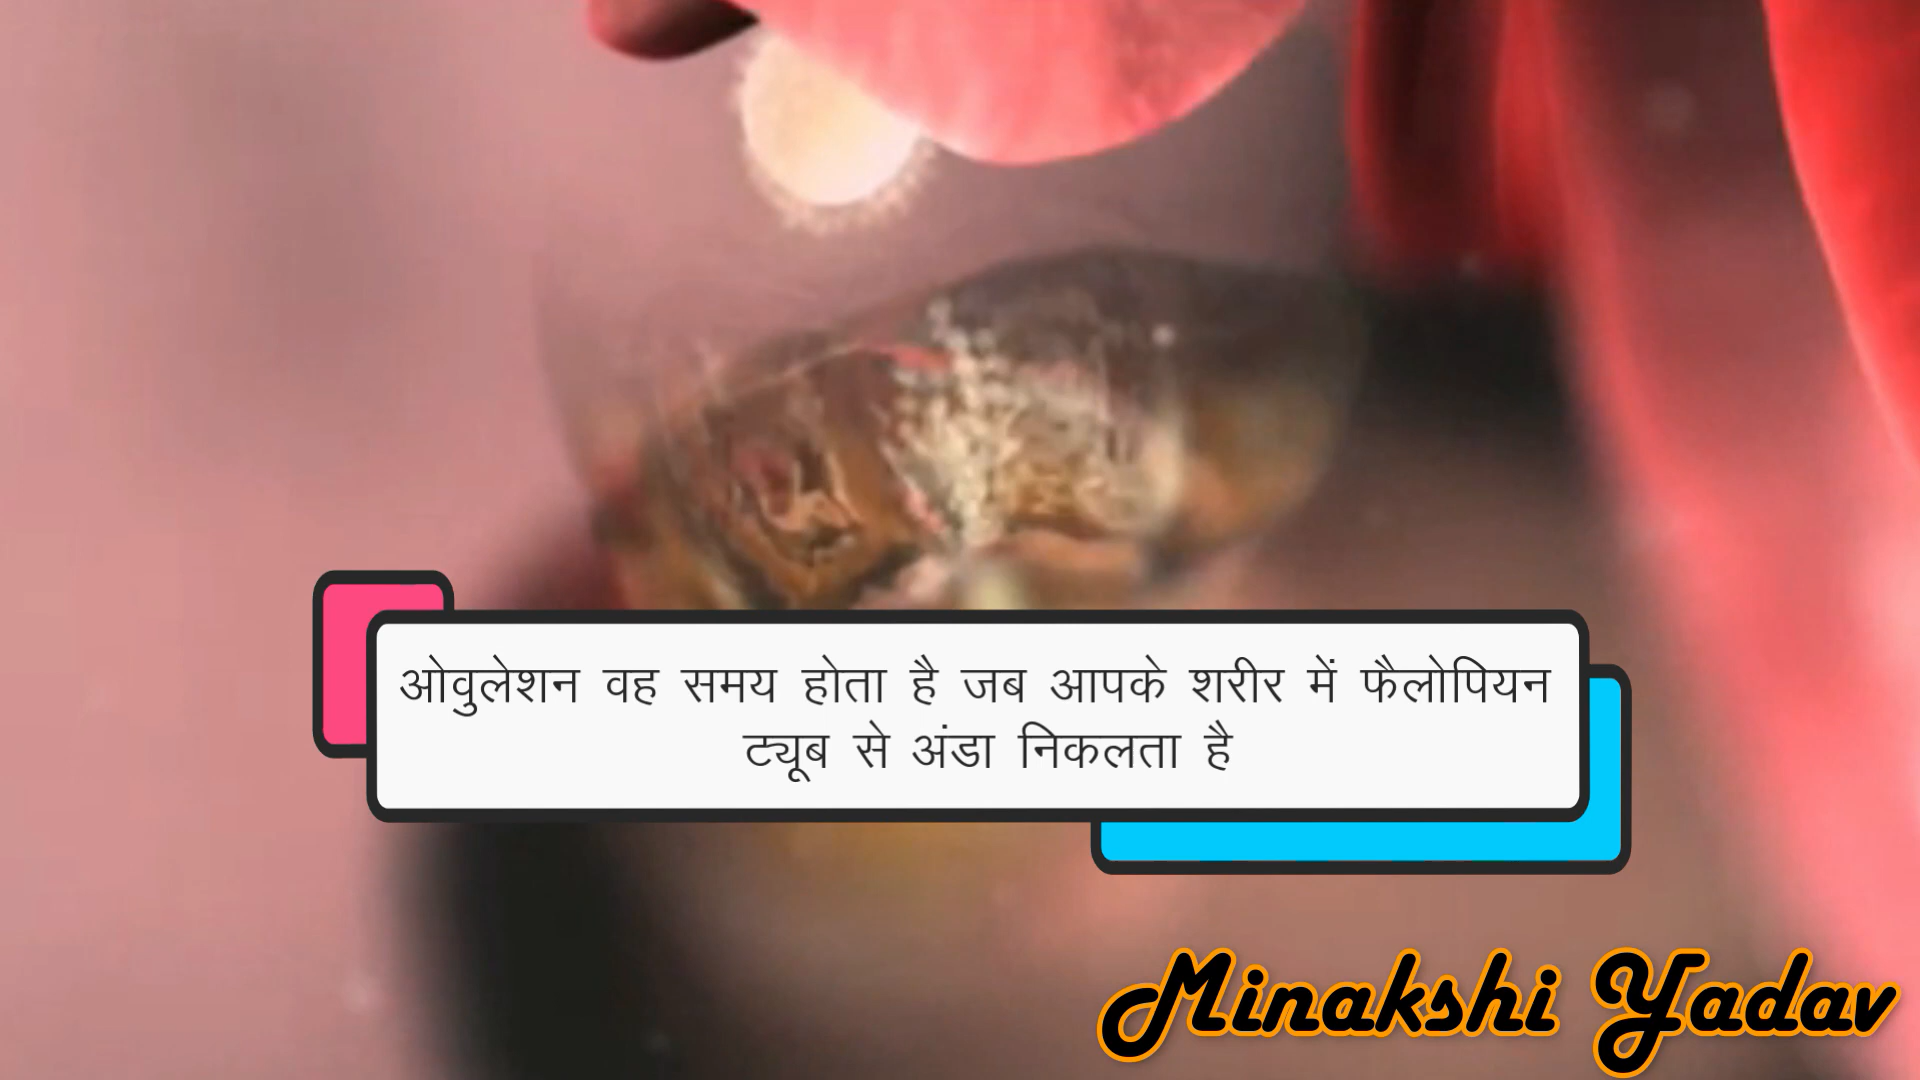 ओवुलेशन वह समय होता है जब आपके शरीर में फैलोपियन
ट्यूब से अंडा निकलता है
Minakshi Yadav